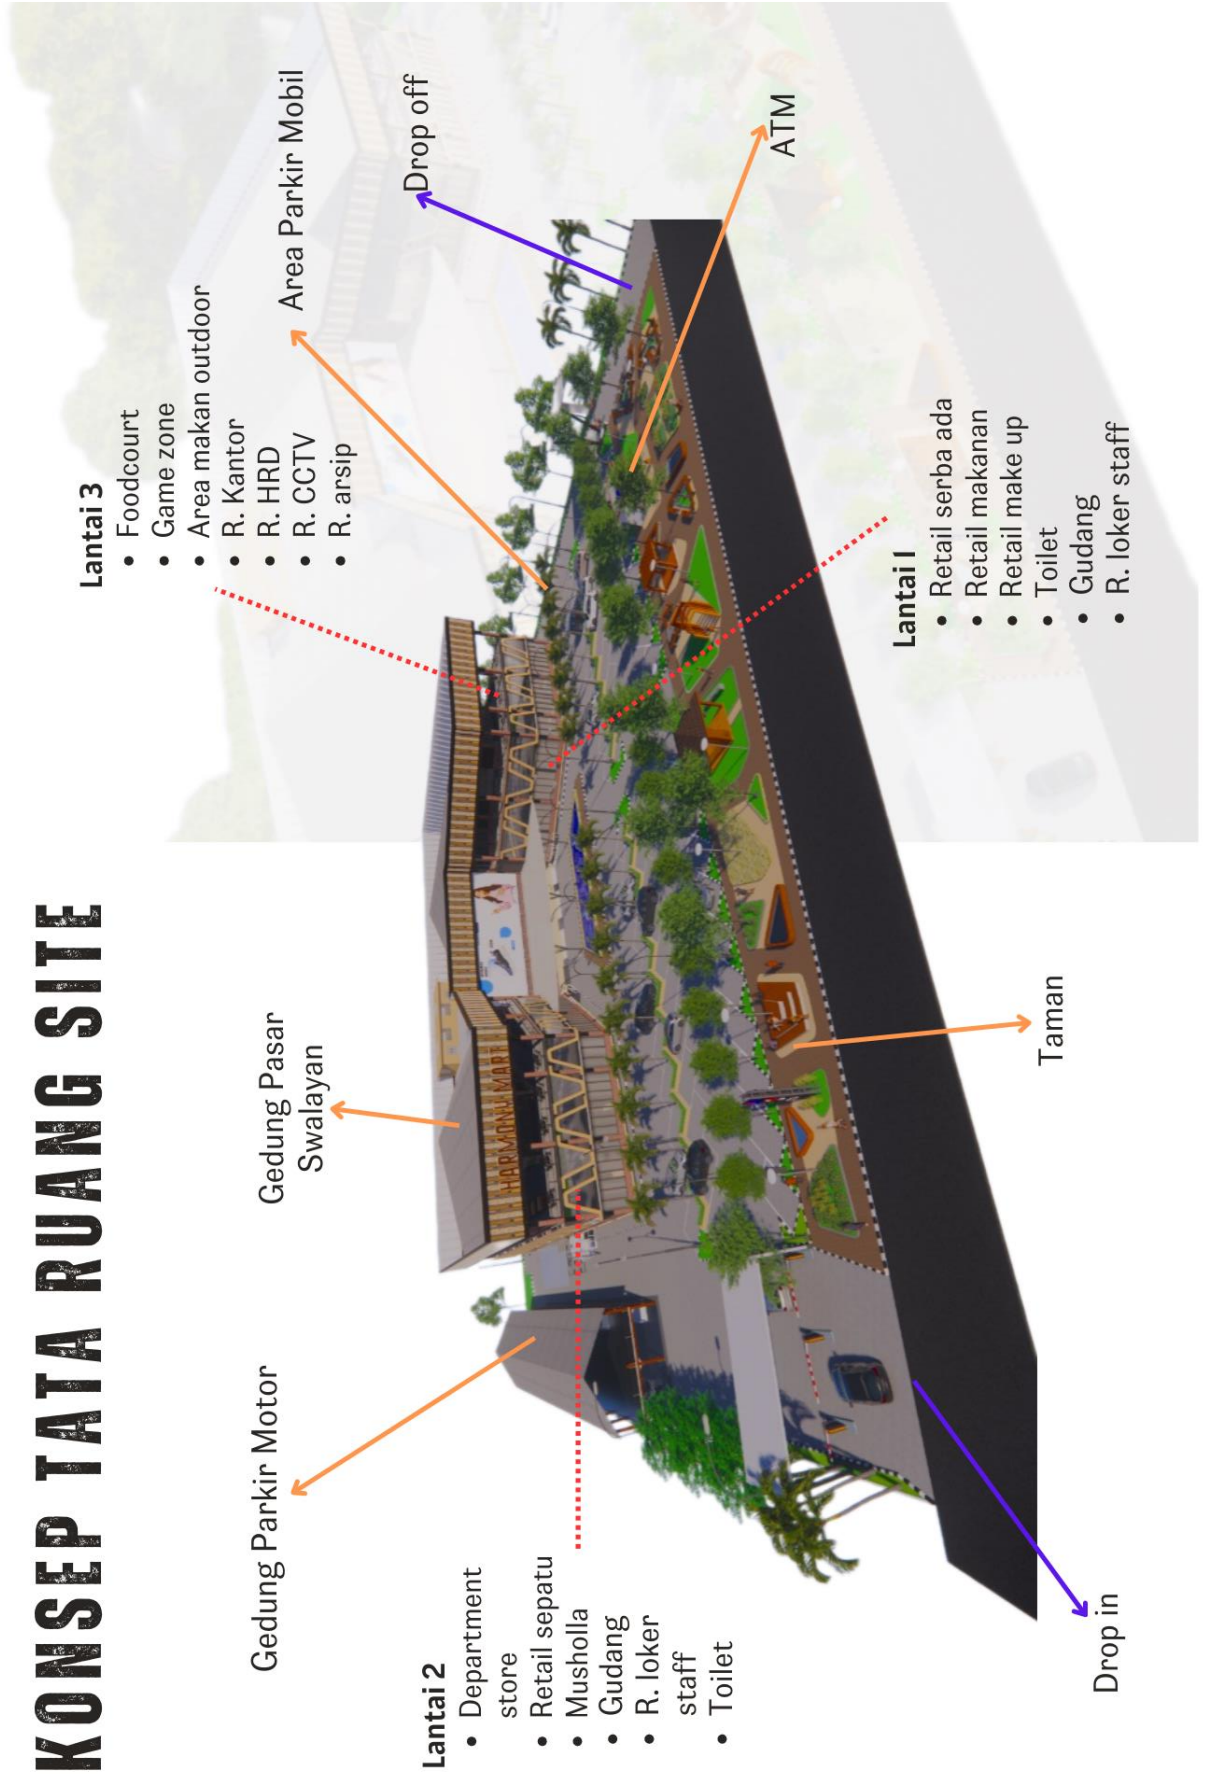 KONSEP TATA RUANG SITE
Lantai 3
• Foodcourt
• Game zone
• Area makan outdoor
• R. Kantor
• R. HRD
• R. CCTV
• R. arsip
Area Parkir Mobil
Drop off
ATM
Gedung Pasar
Swalayan
Gedung Parkir Motor
HARMONI MART
Lantai 2
• Department
store
• Retail sepatu
• Musholla
• Gudang
• R. loker
staff
• Toilet
Lantai 1
• Retail serba ada
• Retail makanan
• Retail make up
• Toilet
• Gudang
• R. loker staff
Taman
Drop in